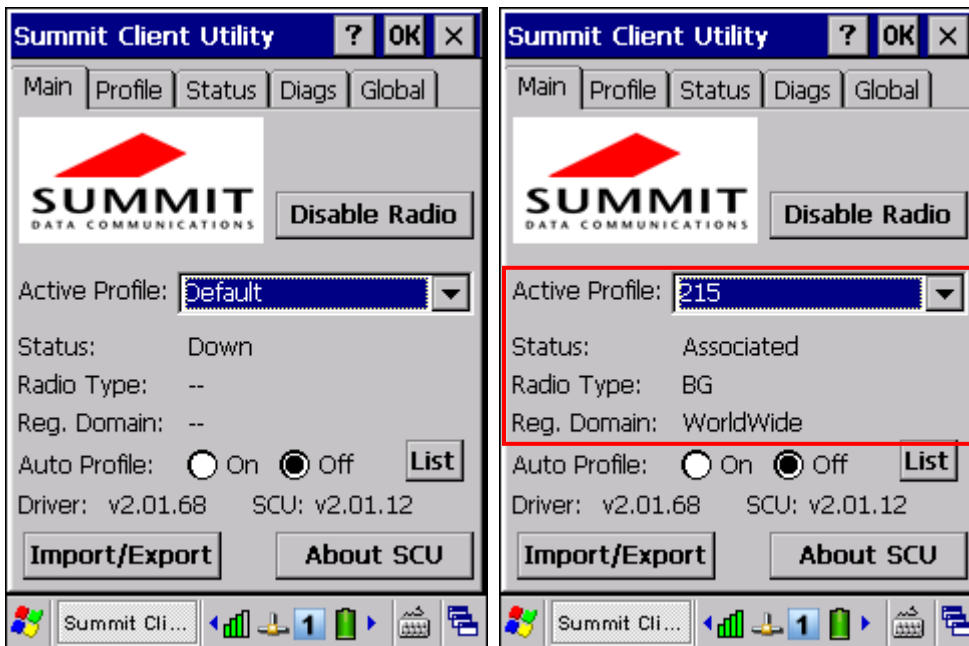 Summit Client Utility ? OK ×
Main Profile Status Diags Global
SUMMIT
DATA COMMUNICATIONS
Disable Radio
Active Profile: Default
Status: Down
Radio Type: --
Reg. Domain: --
Auto Profile: On Off List
Driver: v2.01.68 SCU: v2.01.12
Import/Export About SCU
Summit Cli... 1
Summit Client Utility ? OK ×
Main Profile Status Diags Global
SUMMIT
DATA COMMUNICATIONS
Disable Radio
Active Profile: 215
Status: Associated
Radio Type: BG
Reg. Domain: WorldWide
Auto Profile: On Off List
Driver: v2.01.68 SCU: v2.01.12
Import/Export About SCU
Summit Cli... 1